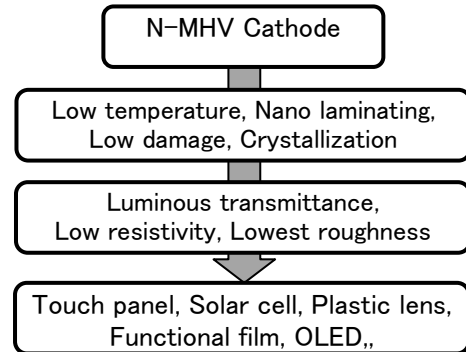 N-MHV Cathode
Low temperature, Nano laminating,
Low damage, Crystallization
Luminous transmittance,
Low resistivity, Lowest roughness
Touch panel, Solar cell, Plastic lens,
Functional film, OLED,,